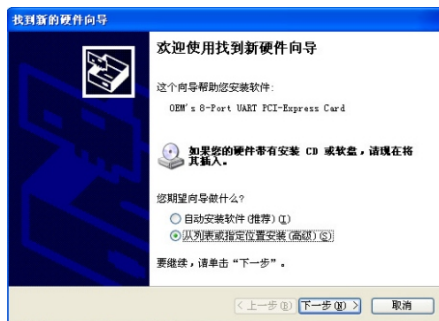 找到新的硬件向导
欢迎使用找到新硬件向导
这个向导帮助您安装软件:
OEM's 8-Port UART PCI-Express Card
如果您的硬件带有安装 CD 或软盘，请现在将
其插入。
您期望向导做什么?
自动安装软件(推荐)(I)
从列表或指定位置安装(高级)(S)
要继续，请单击“下一步”。
< 上一步(B) 下一步(N) > 取消